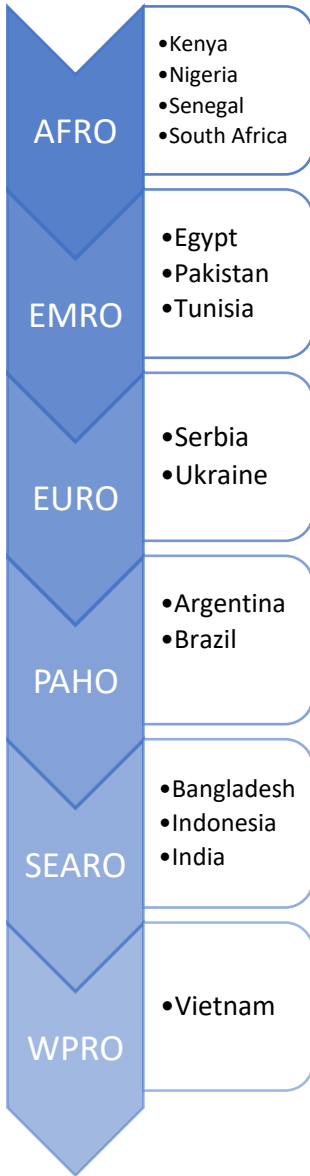 AFRO
•Kenya
•Nigeria
•Senegal
•South Africa
EMRO
•Egypt
•Pakistan
•Tunisia
EURO
•Serbia
•Ukraine
PAHO
•Argentina
•Brazil
SEARO
•Bangladesh
•Indonesia
•India
WPRO
•Vietnam